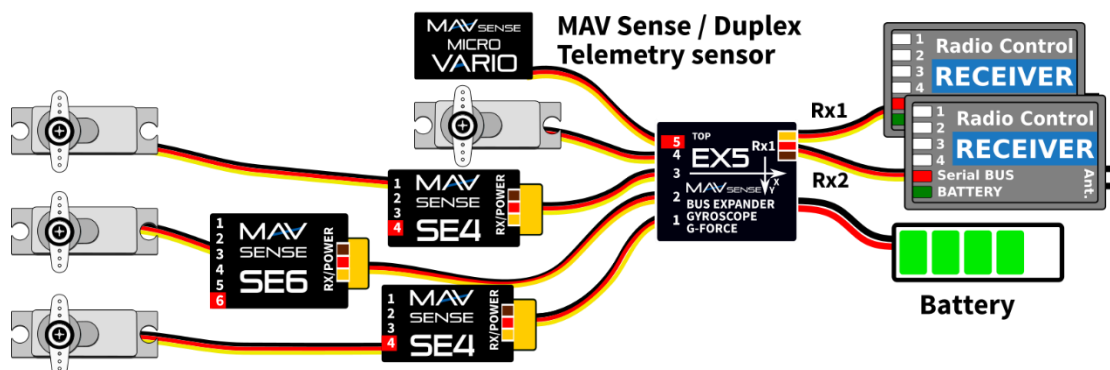 MAV SENSE
MICRO
VARIO
MAV Sense / Duplex
Telemetry sensor
1
2
3
4
Radio Control
RECEIVER
1
2
3
4
Radio Control
RECEIVER
Serial BUS
BATTERY
Ant.
Rx1
Rx2
TOP
5
4
3
2
1
EX5
Rx1
X
Y
MAV SENSE
BUS EXPANDER
GYROSCOPE
G-FORCE
1
2
3
4
MAV
SENSE
SE4
RX/POWER
1
2
3
4
5
6
MAV
SENSE
SE6
RX/POWER
1
2
3
4
MAV
SENSE
SE4
RX/POWER
Battery